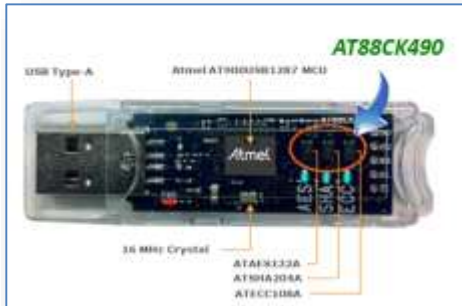 AT88CK490
USB Type-A
Atmel AT90USB1287 MCU
Atmel
AES
SHA
ECC
16 MHz Crystal
ATAES132A
ATSHA204A
ATECC108A